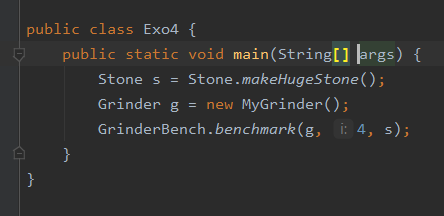 public class Exo4 {
public static void main(String[] args) {
Stone s = Stone.makeHugeStone();
Grinder g = new MyGrinder();
GrinderBench.benchmark(g, i: 4, s);
}
}